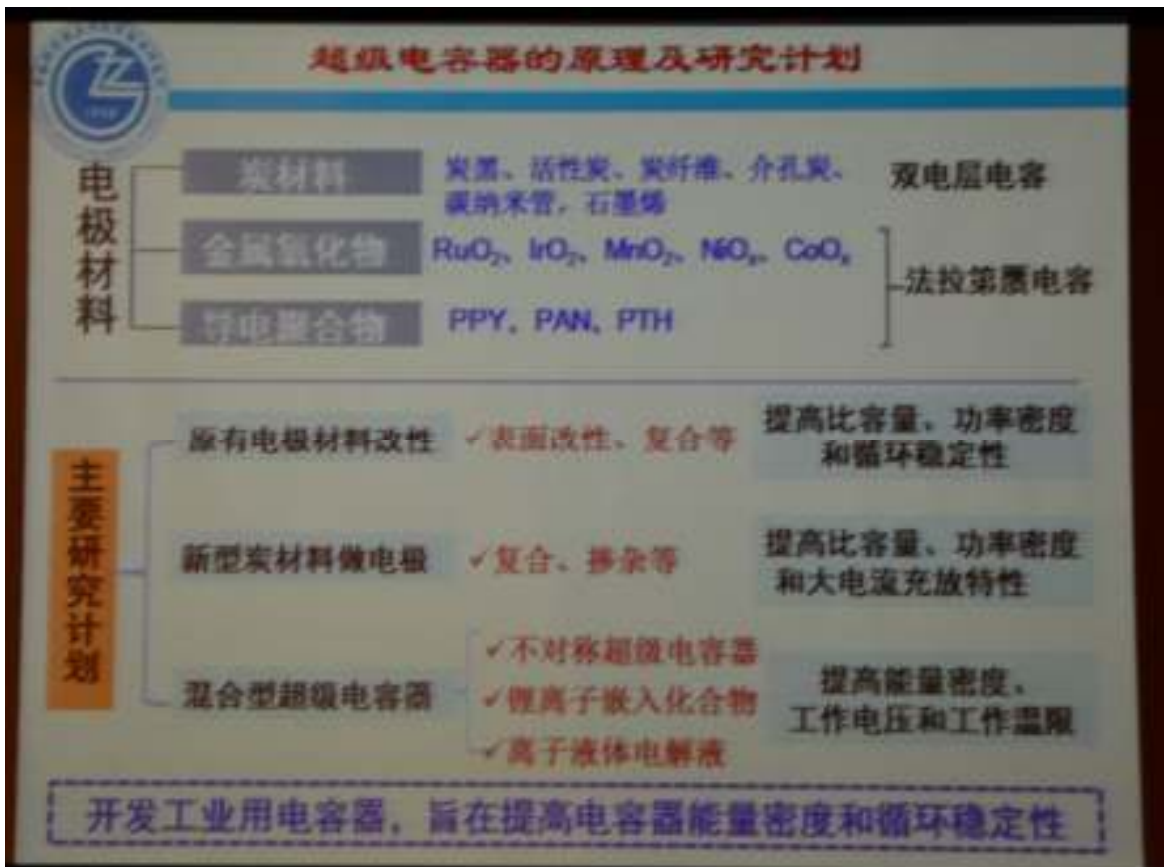 超级电容器的原理及研究计划
电极材料
炭材料
炭黑、活性炭、炭纤维、介孔炭、
碳纳米管，石墨烯
双电层电容
金属氧化物
RuO₂、IrO₂、MnO₂、NiOₓ、CoOₓ
法拉第赝电容
导电聚合物
PPY、PAN、PTH
主要研究计划
原有电极材料改性
✓表面改性、复合等
提高比容量、功率密度
和循环稳定性
新型炭材料做电极
✓复合、掺杂等
提高比容量、功率密度
和大电流充放特性
混合型超级电容器
✓不对称超级电容器
✓锂离子嵌入化合物
✓离子液体电解液
提高能量密度、
工作电压和工作温限
开发工业用电容器，旨在提高电容器能量密度和循环稳定性